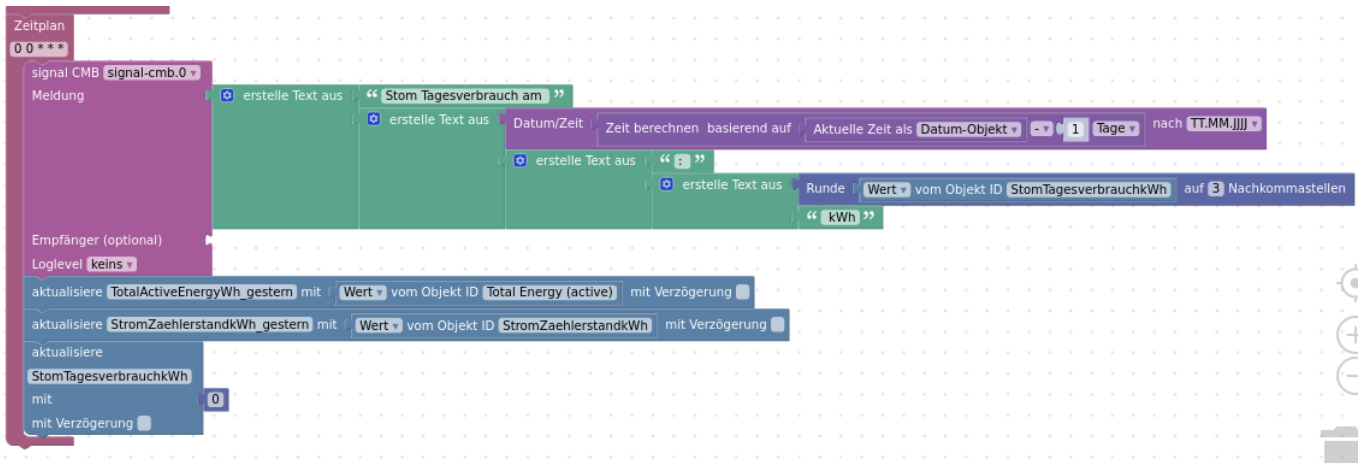 Zeitplan
0 0 * * *
signal CMB signal-cmb.0 ▾
Meldung erstelle Text aus “ Stom Tagesverbrauch am ”
erstelle Text aus Datum/Zeit Zeit berechnen basierend auf Aktuelle Zeit als Datum-Objekt ▾ - ▾ 1 Tage ▾ nach TT.MM.JJJJ ▾
erstelle Text aus “ : ”
erstelle Text aus Runde Wert ▾ vom Objekt ID StomTagesverbrauchkWh auf 3 Nachkommastellen
“ kWh ”
Empfänger (optional)
Loglevel keins ▾
aktualisiere TotalActiveEnergyWh_gestern mit Wert ▾ vom Objekt ID Total Energy (active) mit Verzögerung
aktualisiere StromZaehlerstandkWh_gestern mit Wert ▾ vom Objekt ID StromZaehlerstandkWh mit Verzögerung
aktualisiere
StomTagesverbrauchkWh
mit 0
mit Verzögerung